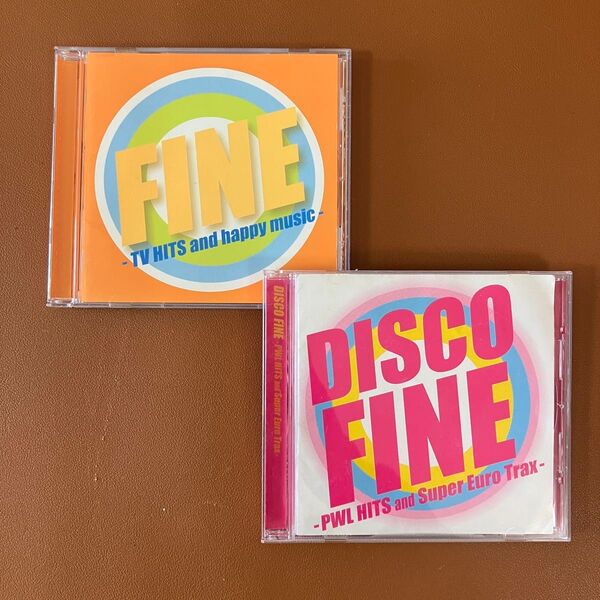 FINE
- TV HITS and happy music -
DISCO FINE -PWL HITS and Super Euro Trax-
DISCO
FINE
- PWL HITS and Super Euro Trax -